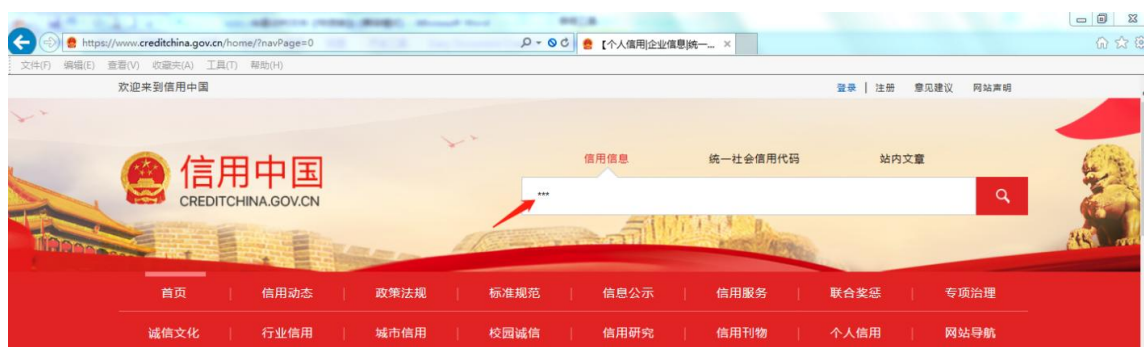 https://www.creditchina.gov.cn/home/?navPage=0
【个人信用|企业信息|统一... ×
文件(F) 编辑(E) 查看(V) 收藏夹(A) 工具(T) 帮助(H)
欢迎来到信用中国 登录 | 注册 意见建议 网站声明
信用信息 统一社会信用代码 站内文章
信用中国
***
CREDITCHINA.GOV.CN
首页 | 信用动态 | 政策法规 | 标准规范 | 信息公示 | 信用服务 | 联合奖惩 | 专项治理
诚信文化 | 行业信用 | 城市信用 | 校园诚信 | 信用研究 | 信用刊物 | 个人信用 | 网站导航